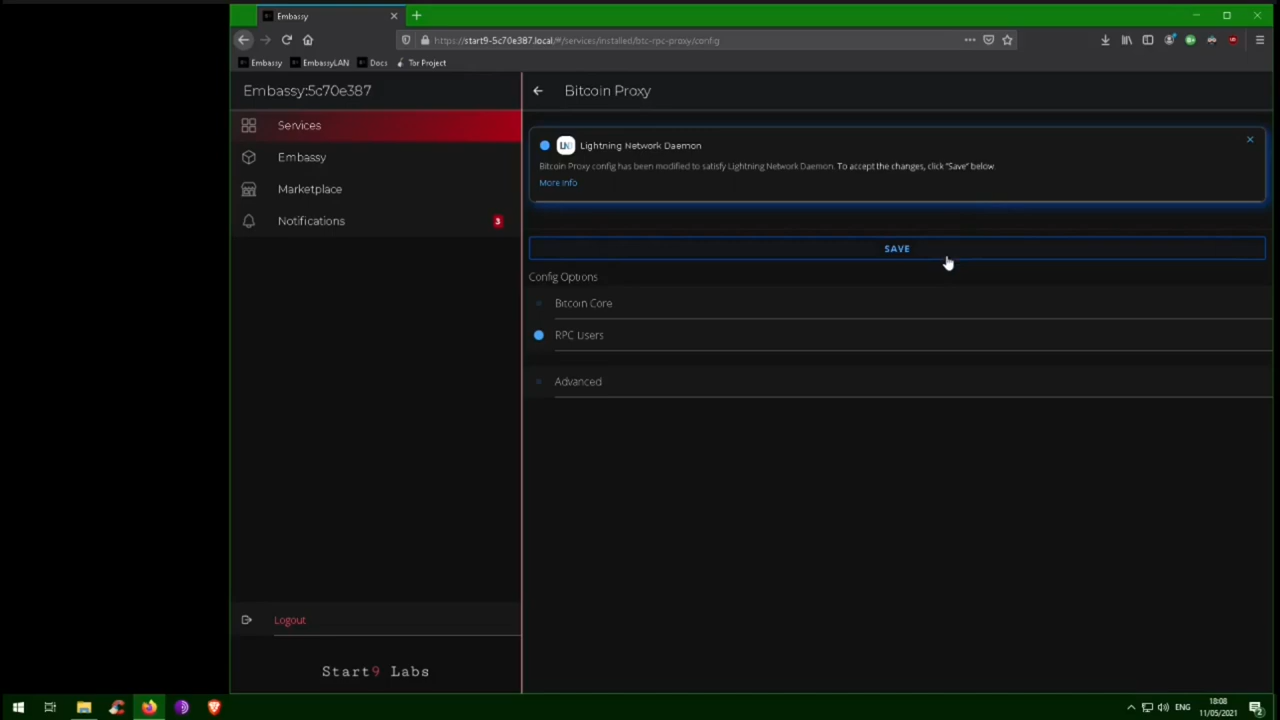 Embassy
https://start9-5c70e387.local/#/services/installed/btc-rpc-proxy/config
Embassy EmbassyLAN Docs Tor Project
Embassy:5c70e387
Services
Embassy
Marketplace
Notifications 3
Logout
Start9 Labs
Bitcoin Proxy
Lightning Network Daemon
Bitcoin Proxy config has been modified to satisfy Lightning Network Daemon. To accept the changes, click "Save" below.
More Info
SAVE
Config Options
Bitcoin Core
RPC Users
Advanced
ENG
18:08
11/05/2021
2